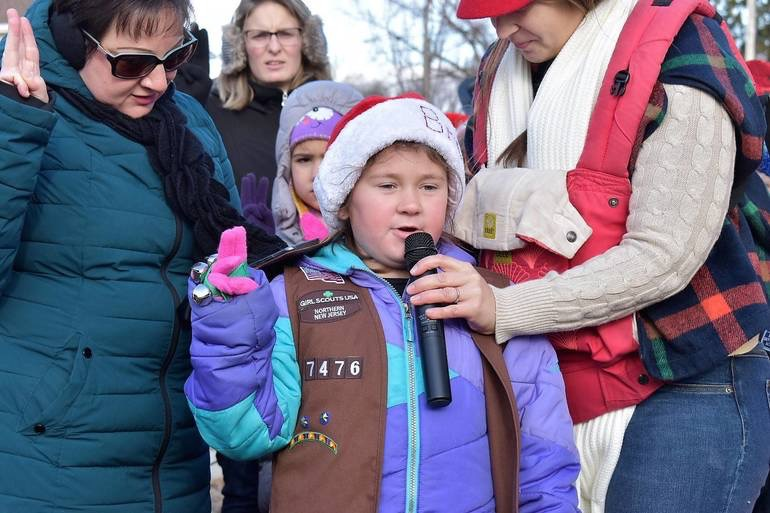 GIRL SCOUTS USA
NORTHERN
NEW JERSEY
7476